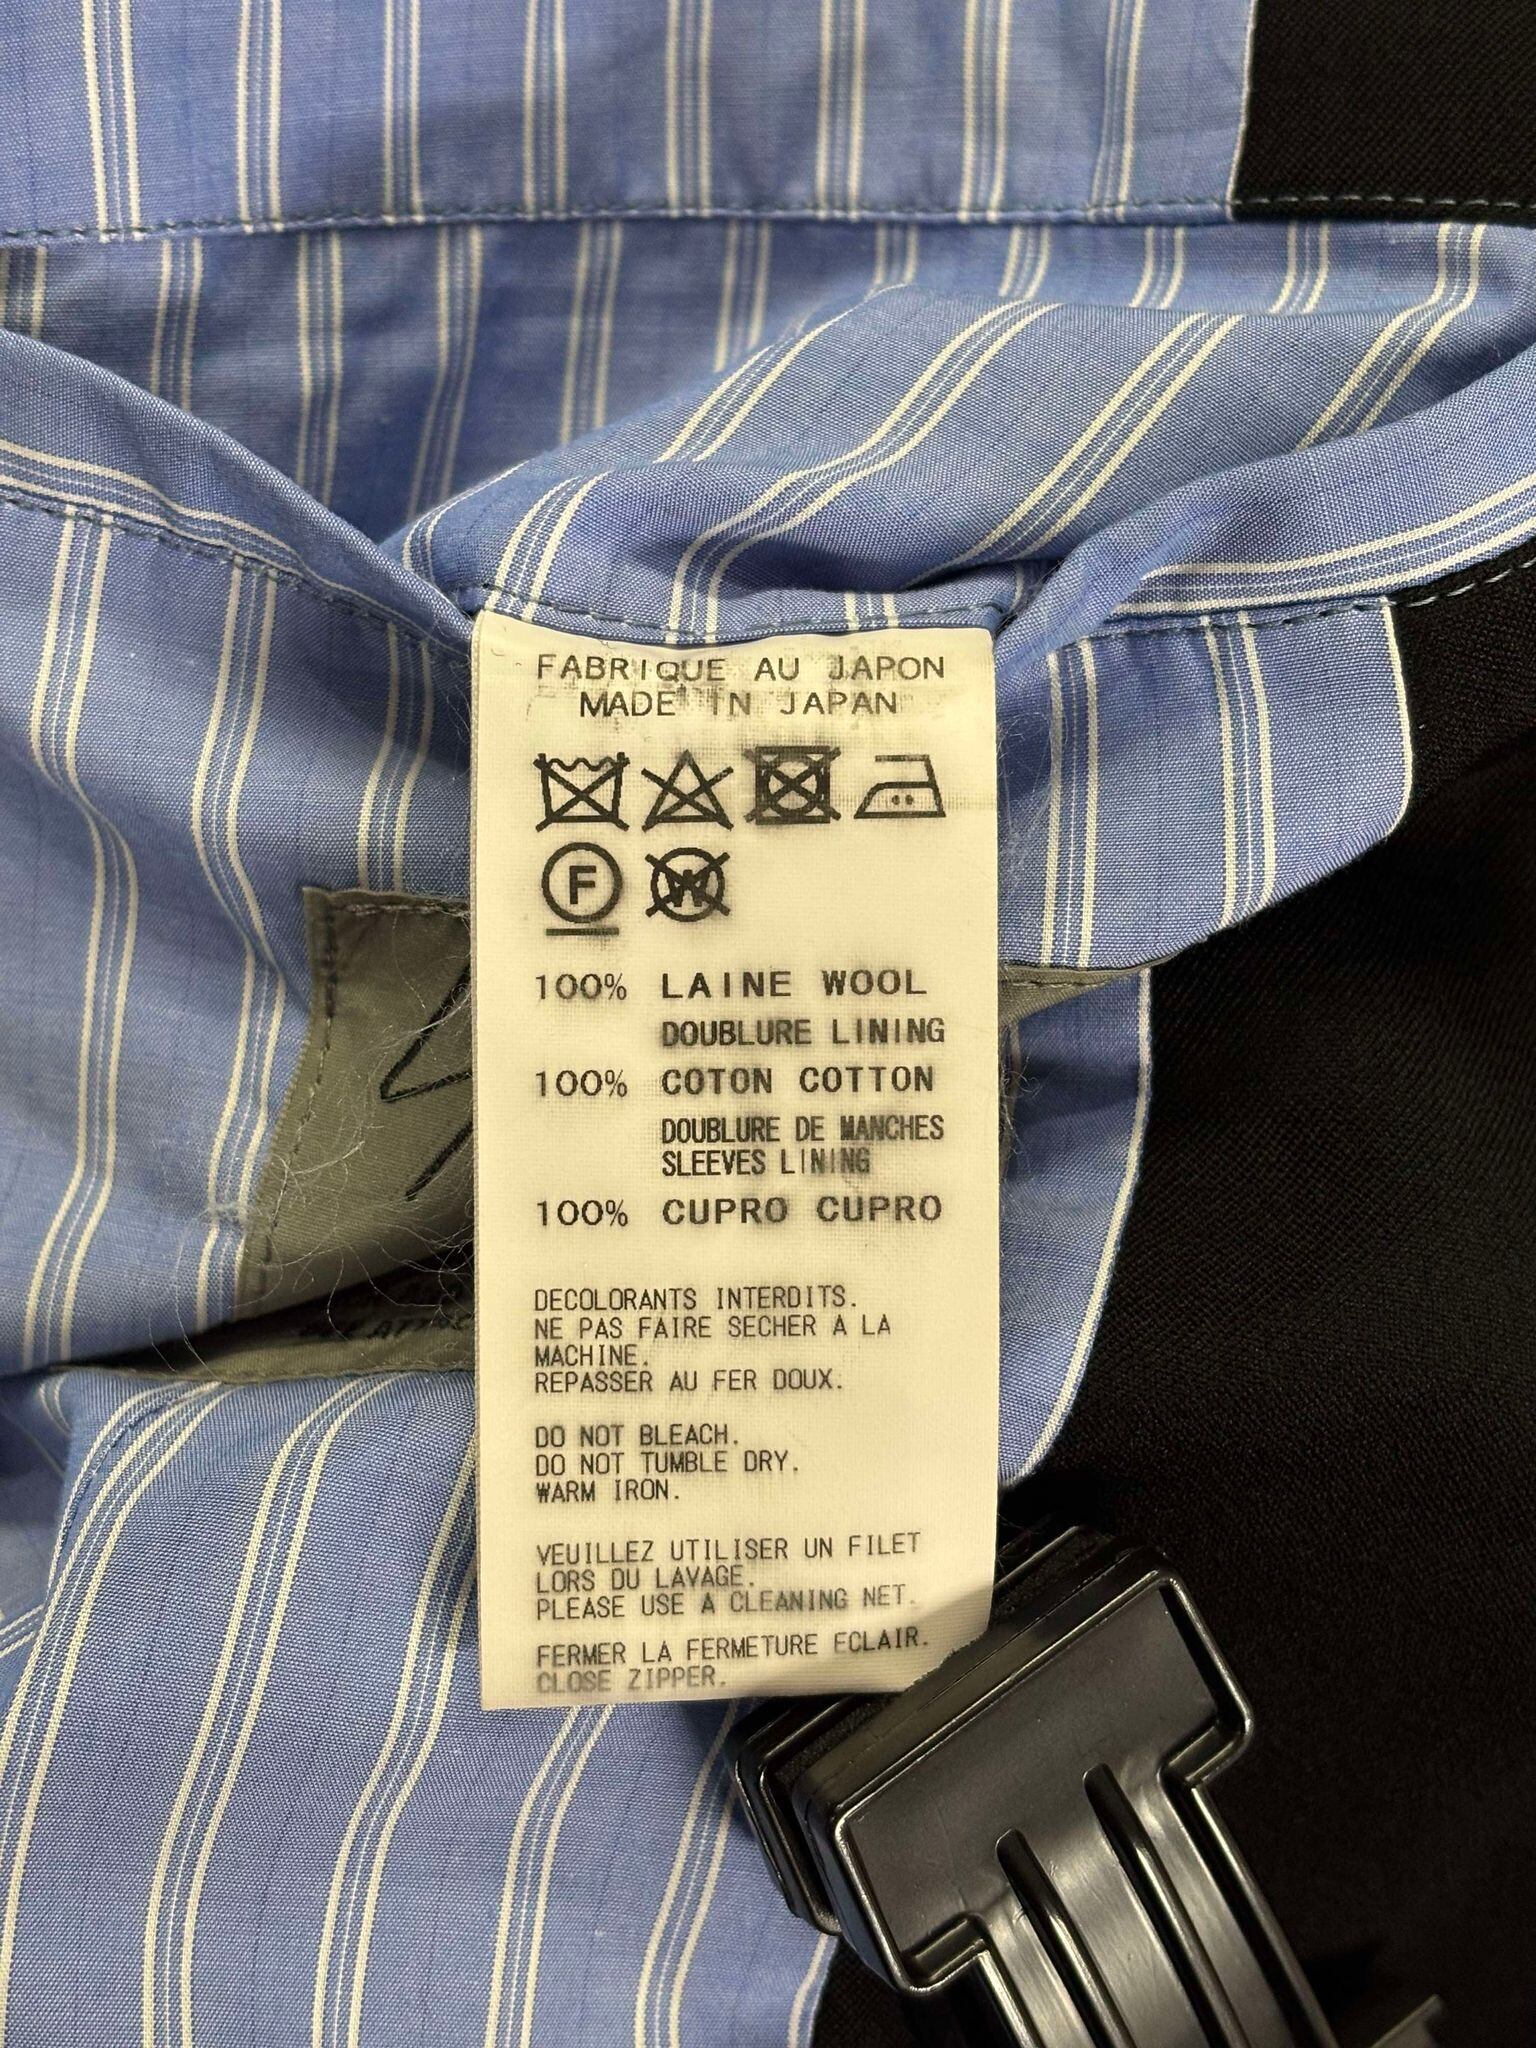 FABRIQUE AU JAPON
MADE IN JAPAN
F W
100% LAINE WOOL
DOUBLURE LINING
100% COTON COTTON
DOUBLURE DE MANCHES
SLEEVES LINING
100% CUPRO CUPRO
DECOLORANTS INTERDITS.
NE PAS FAIRE SECHER A LA
MACHINE.
REPASSER AU FER DOUX.
DO NOT BLEACH.
DO NOT TUMBLE DRY.
WARM IRON.
VEUILLEZ UTILISER UN FILET
LORS DU LAVAGE.
PLEASE USE A CLEANING NET.
FERMER LA FERMETURE ECLAIR.
CLOSE ZIPPER.